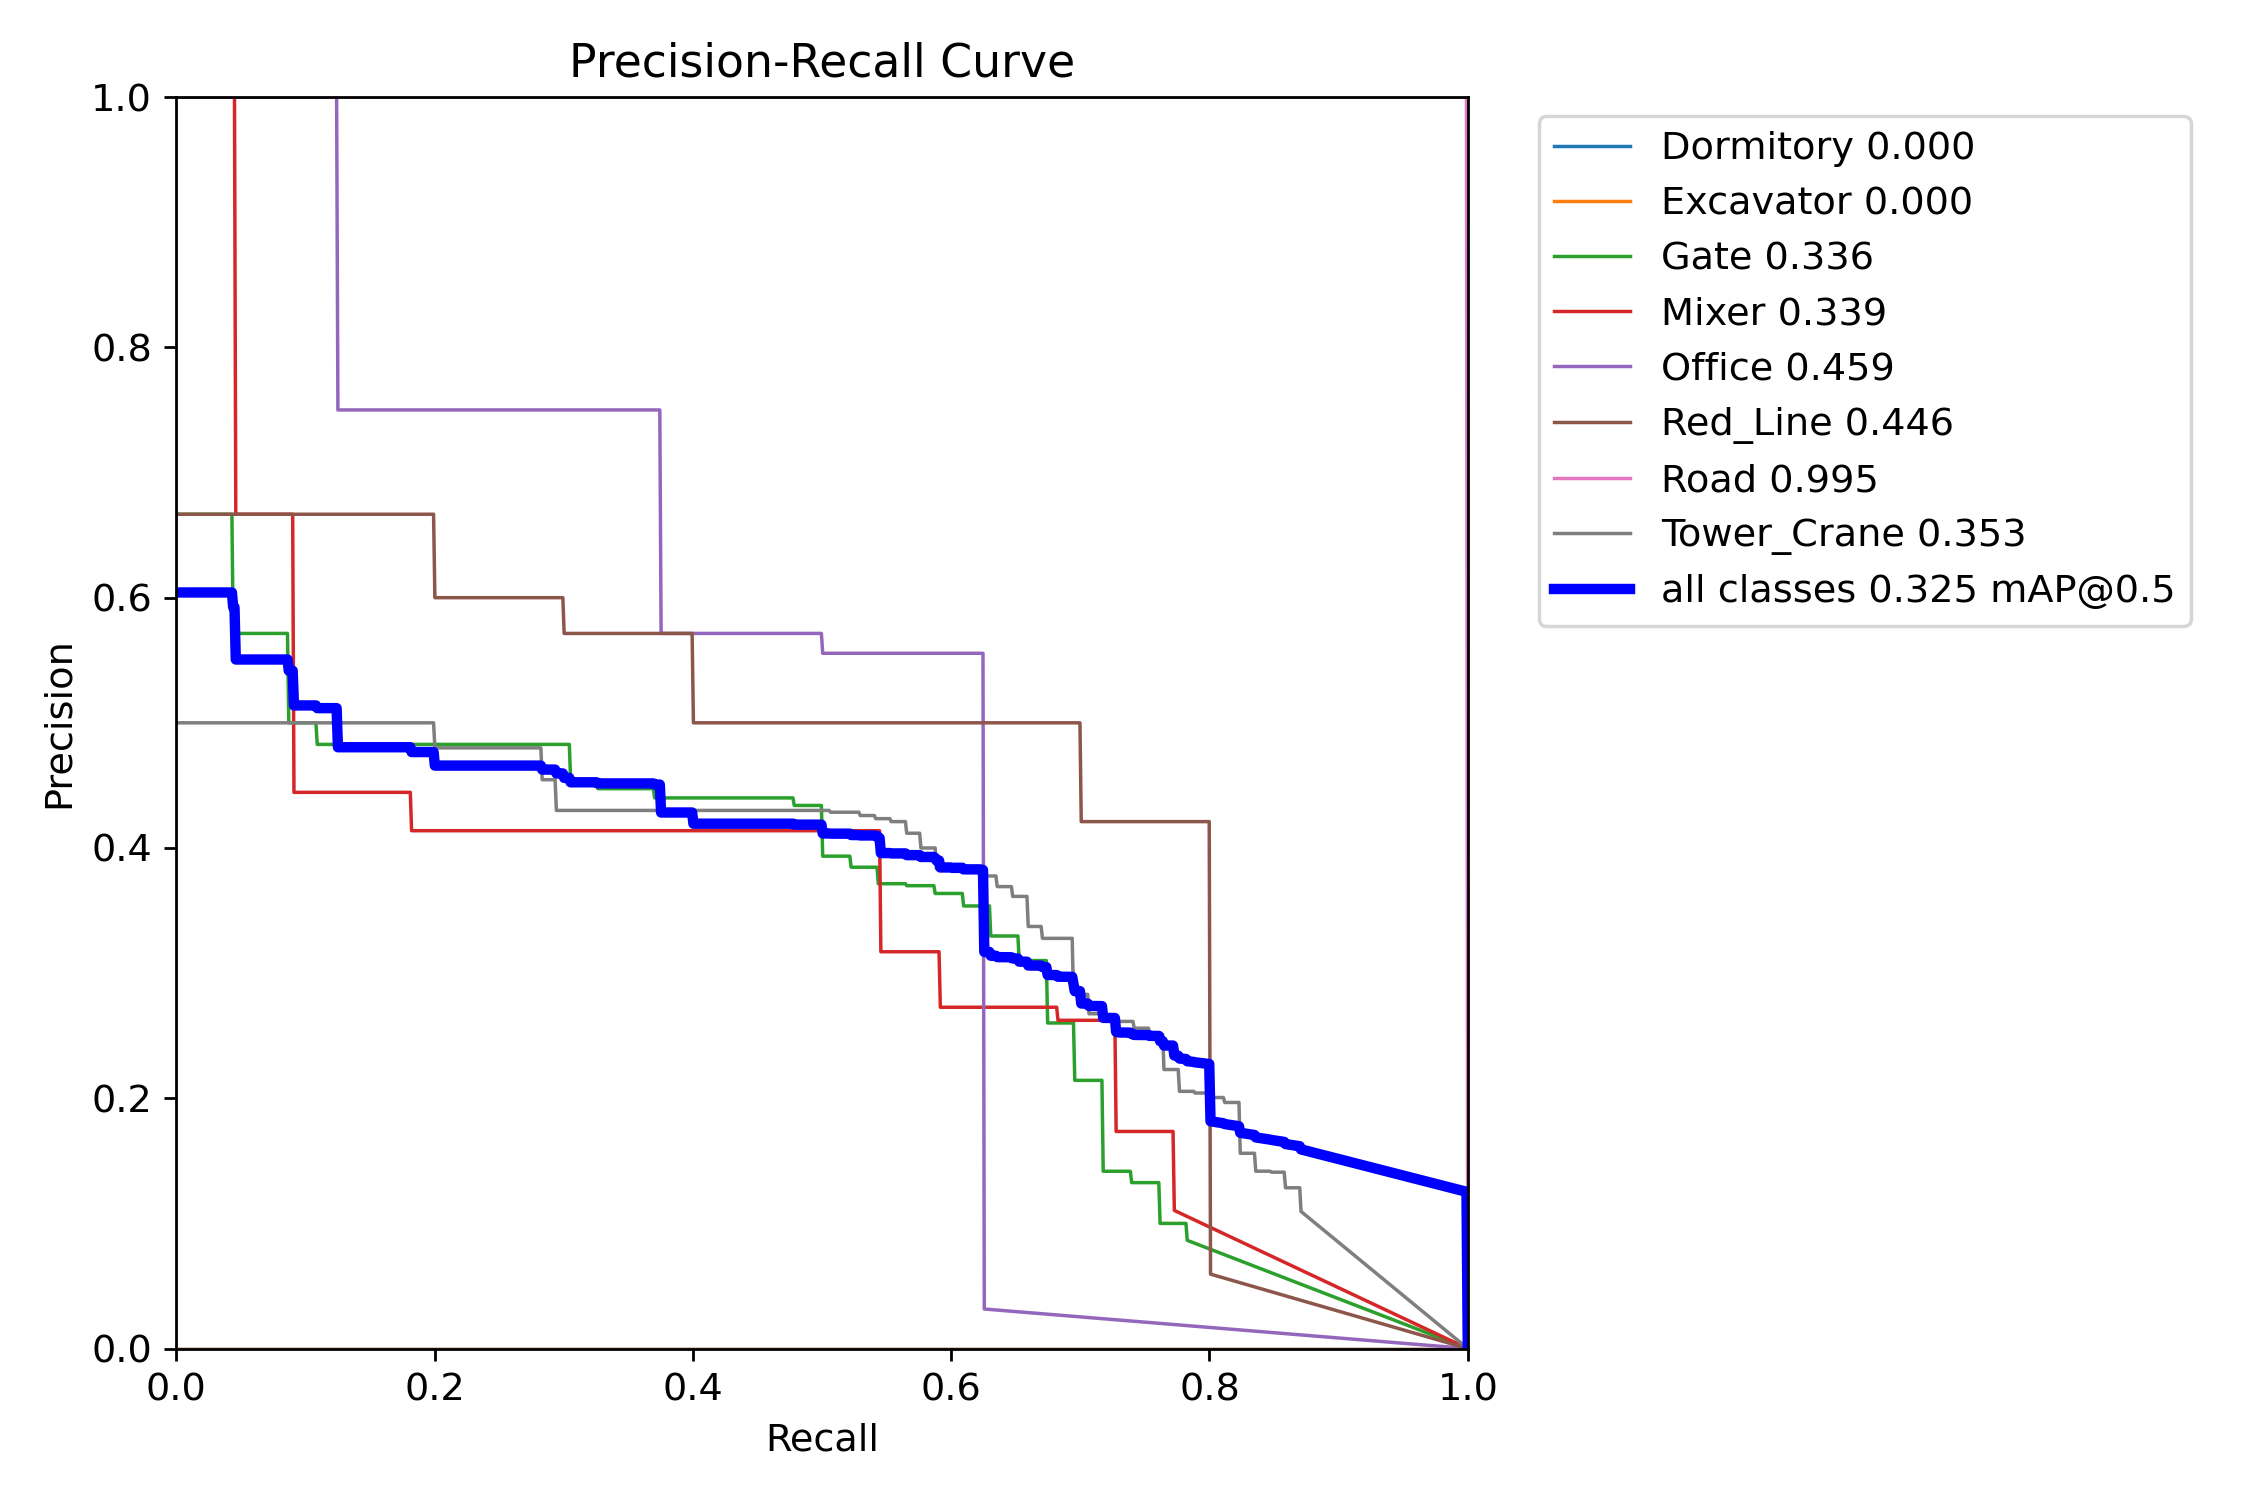 Precision-Recall Curve
1.0
0.8
0.6
0.4
0.2
0.0
Precision
0.0 0.2 0.4 0.6 0.8 1.0
Recall
Dormitory 0.000
Excavator 0.000
Gate 0.336
Mixer 0.339
Office 0.459
Red_Line 0.446
Road 0.995
Tower_Crane 0.353
all classes 0.325 mAP@0.5